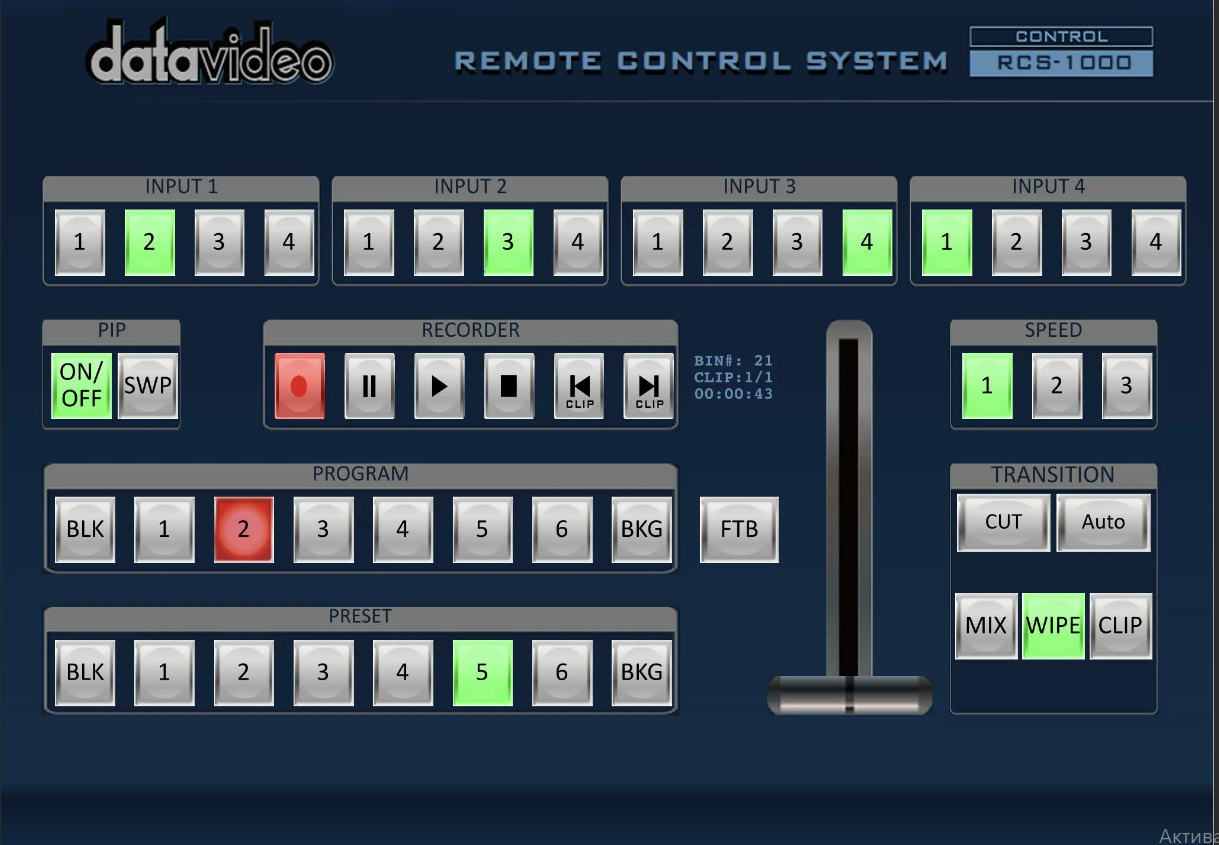 datavideo
REMOTE CONTROL SYSTEM
CONTROL
RCS-1000
INPUT 1
1 2 3 4
INPUT 2
1 2 3 4
INPUT 3
1 2 3 4
INPUT 4
1 2 3 4
PIP
ON/
OFF
SWP
RECORDER
CLIP
CLIP
BIN#: 21
CLIP:1/1
00:00:43
SPEED
1 2 3
PROGRAM
BLK 1 2 3 4 5 6 BKG
FTB
TRANSITION
CUT Auto
MIX WIPE CLIP
PRESET
BLK 1 2 3 4 5 6 BKG